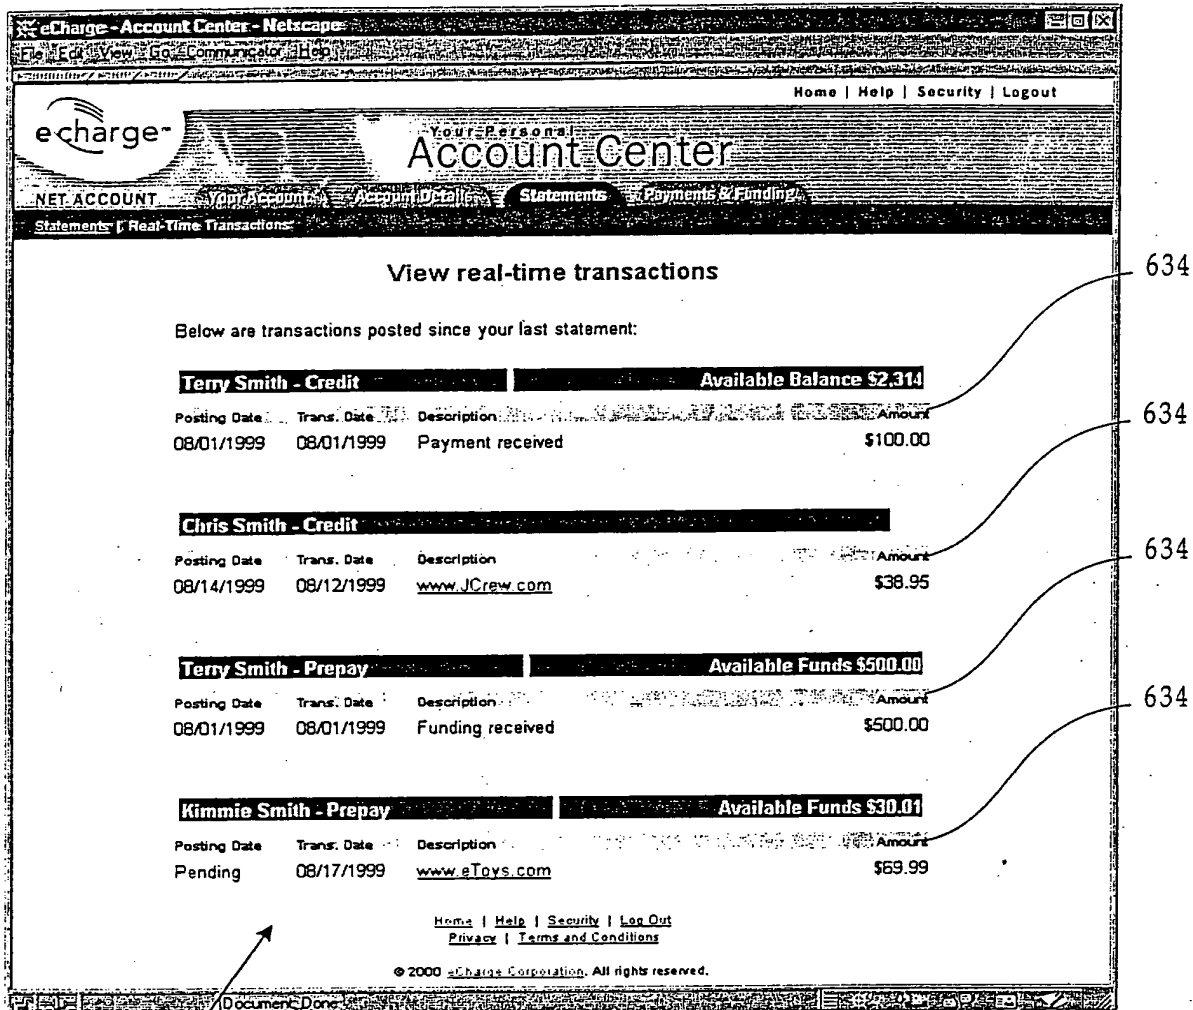 eCharge - Account Center - Netscape
File Edit View Go Communicator Help
Home | Help | Security | Logout
echarge™
Your Personal
Account Center
NET ACCOUNT Your Account Account Details Statements Payments & Funding
Statements | Real-Time Transactions
View real-time transactions
634
Below are transactions posted since your last statement:
Terry Smith - Credit Available Balance $2,314
Posting Date Trans. Date Description Amount
08/01/1999 08/01/1999 Payment received $100.00
634
Chris Smith - Credit
Posting Date Trans. Date Description Amount
08/14/1999 08/12/1999 www.JCrew.com $38.95
634
Terry Smith - Prepay Available Funds $500.00
Posting Date Trans. Date Description Amount
08/01/1999 08/01/1999 Funding received $500.00
634
Kimmie Smith - Prepay Available Funds $30.01
Posting Date Trans. Date Description Amount
Pending 08/17/1999 www.eToys.com $69.99
Home | Help | Security | Log Out
Privacy | Terms and Conditions
© 2000 eCharge Corporation. All rights reserved.
Document: Done